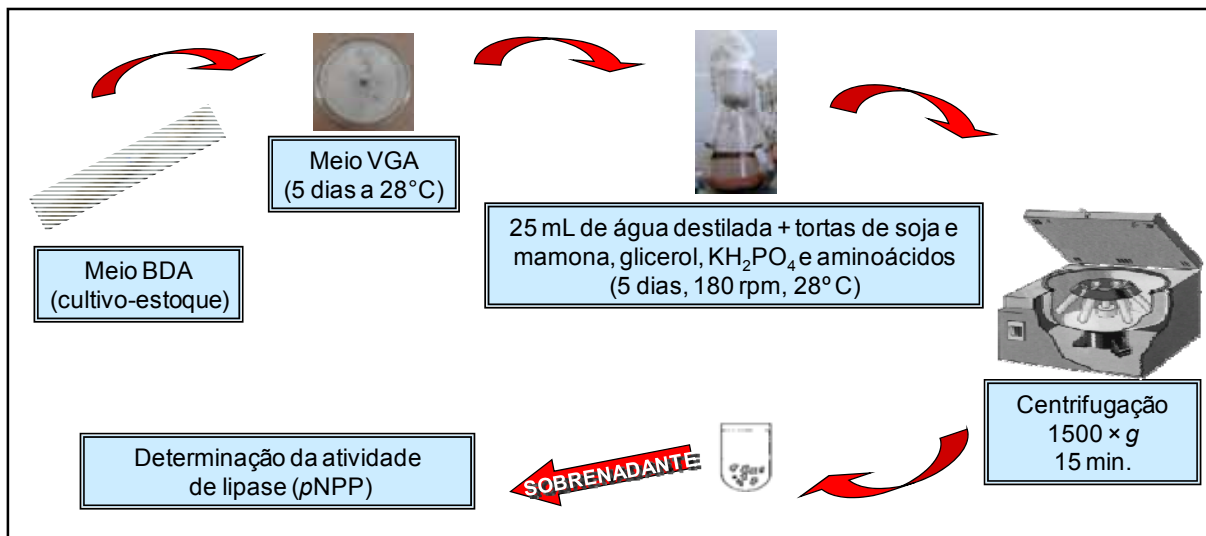 Meio BDA
(cultivo-estoque)
Meio VGA
(5 dias a 28°C)
25 mL de água destilada + tortas de soja e
mamona, glicerol, KH₂PO₄ e aminoácidos
(5 dias, 180 rpm, 28º C)
Centrifugação
1500 × g
15 min.
SOBRENADANTE
Determinação da atividade
de lipase (pNPP)